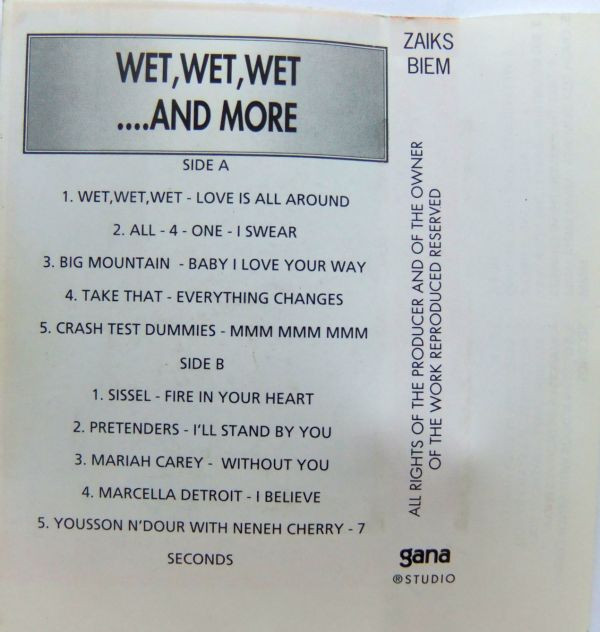 WET,WET,WET
....AND MORE
SIDE A
1. WET,WET,WET - LOVE IS ALL AROUND
2. ALL - 4 - ONE - I SWEAR
3. BIG MOUNTAIN - BABY I LOVE YOUR WAY
4. TAKE THAT - EVERYTHING CHANGES
5. CRASH TEST DUMMIES - MMM MMM MMM
SIDE B
1. SISSEL - FIRE IN YOUR HEART
2. PRETENDERS - I'LL STAND BY YOU
3. MARIAH CAREY - WITHOUT YOU
4. MARCELLA DETROIT - I BELIEVE
5. YOUSSON N'DOUR WITH NENEH CHERRY - 7
SECONDS
ZAIKS
BIEM
ALL RIGHTS OF THE PRODUCER AND OF THE OWNER
OF THE WORK REPRODUCED RESERVED
gana
®STUDIO